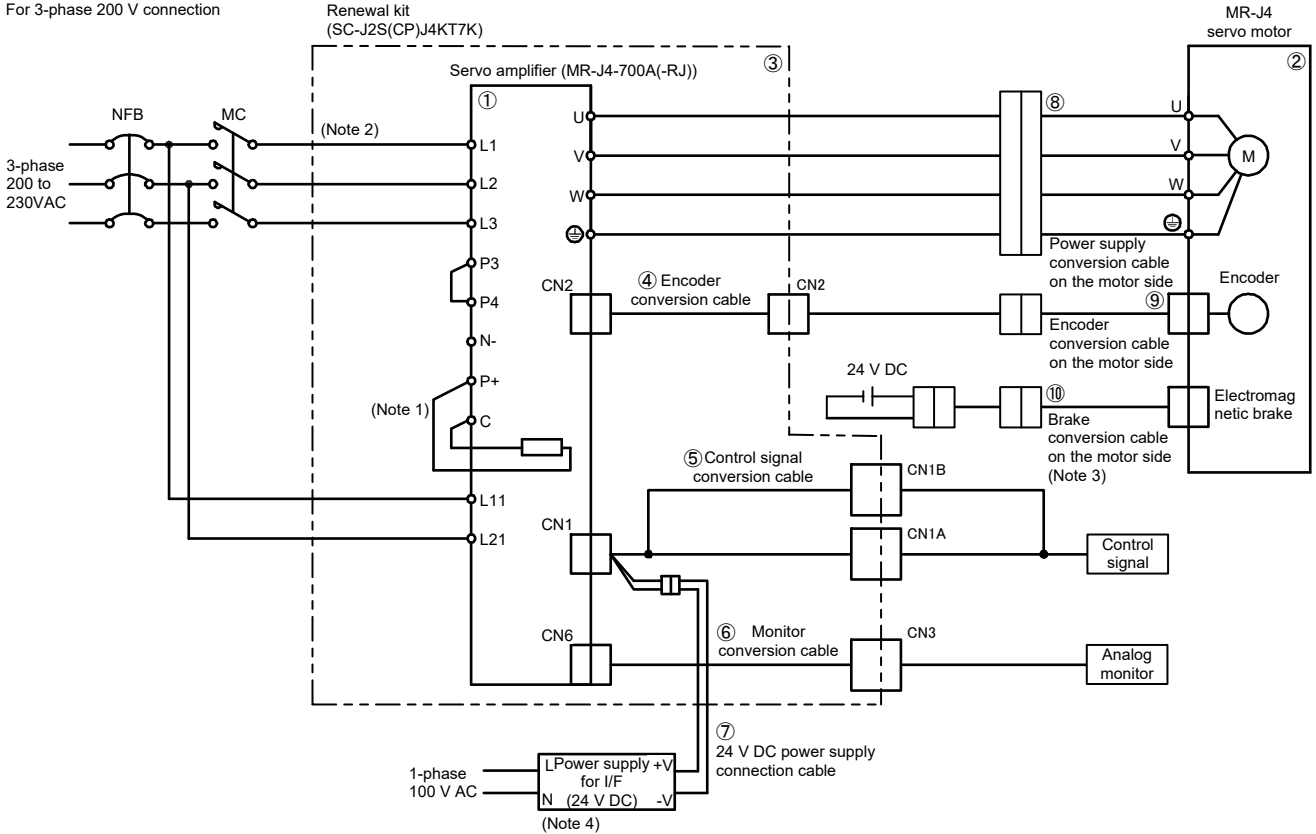 For 3-phase 200 V connection
Renewal kit
(SC-J2S(CP)J4KT7K)
MR-J4
servo motor
③
②
Servo amplifier (MR-J4-700A(-RJ))
①
NFB
MC
(Note 2)
3-phase
200 to
230VAC
L1
L2
L3
P3
P4
N-
P+
(Note 1)
C
L11
L21
U
V
W
CN2
④ Encoder
conversion cable
CN2
⑧
U
V
W
M
Power supply
conversion cable
on the motor side
Encoder
⑨
Encoder
conversion cable
on the motor side
24 V DC
⑩
Brake
conversion cable
on the motor side
(Note 3)
Electromag
netic brake
⑤ Control signal
conversion cable
CN1B
CN1
CN1A
Control
signal
CN6
⑥ Monitor
conversion cable
CN3
Analog
monitor
⑦
24 V DC power supply
connection cable
1-phase
100 V AC
L Power supply +V
for I/F
N (24 V DC) -V
(Note 4)